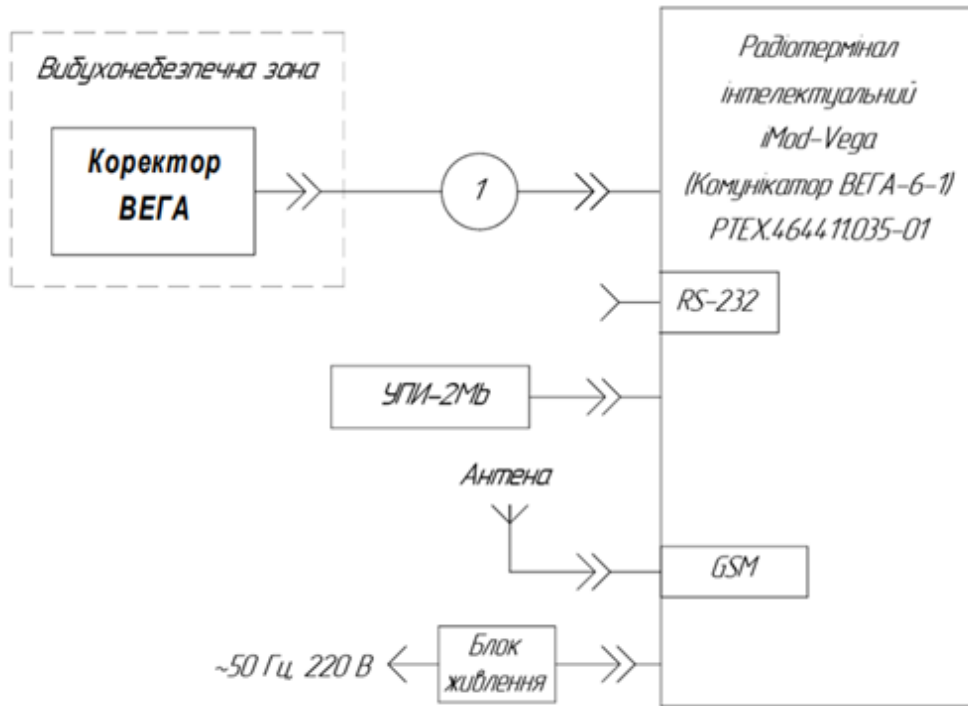 Вибухонебезпечна зона
Коректор
ВЕГА
1
Радіотермінал
інтелектуальний
iMod-Vega
(Комунікатор ВЕГА-6-1)
РТЕХ.464411.035-01
RS-232
УПИ-2Mb
Антена
GSM
~50 Гц, 220 В
Блок
живлення